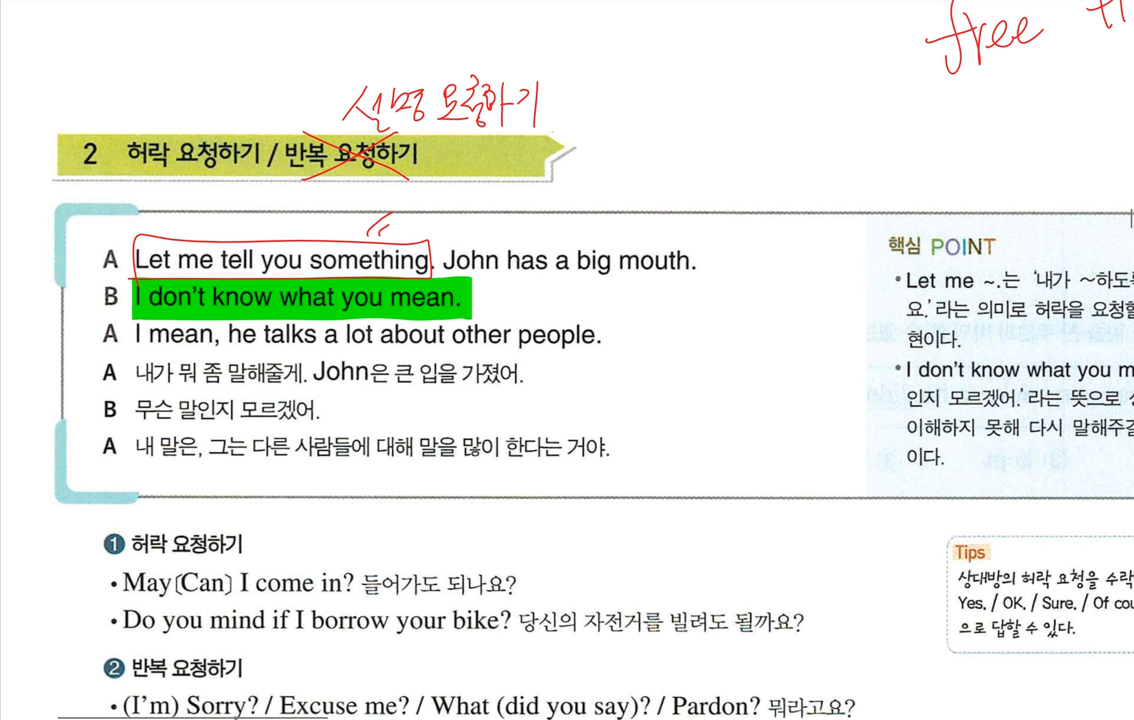 free
설명 요청하기
2 허락 요청하기 / 반복 요청하기
A Let me tell you something. John has a big mouth.
B I don't know what you mean.
A I mean, he talks a lot about other people.
A 내가 뭐 좀 말해줄게. John은 큰 입을 가졌어.
B 무슨 말인지 모르겠어.
A 내 말은, 그는 다른 사람들에 대해 말을 많이 한다는 거야.
핵심 POINT
• Let me ~.는 '내가 ~하도
요.'라는 의미로 허락을 요청할
현이다.
• I don't know what you m
인지 모르겠어.'라는 뜻으로
이해하지 못해 다시 말해주길
이다.
❶ 허락 요청하기
• May〔Can〕 I come in? 들어가도 되나요?
• Do you mind if I borrow your bike? 당신의 자전거를 빌려도 될까요?
Tips
상대방의 허락 요청을 수락
Yes. / OK. / Sure. / Of cou
으로 답할 수 있다.
❷ 반복 요청하기
• (I'm) Sorry? / Excuse me? / What (did you say)? / Pardon? 뭐라고요?